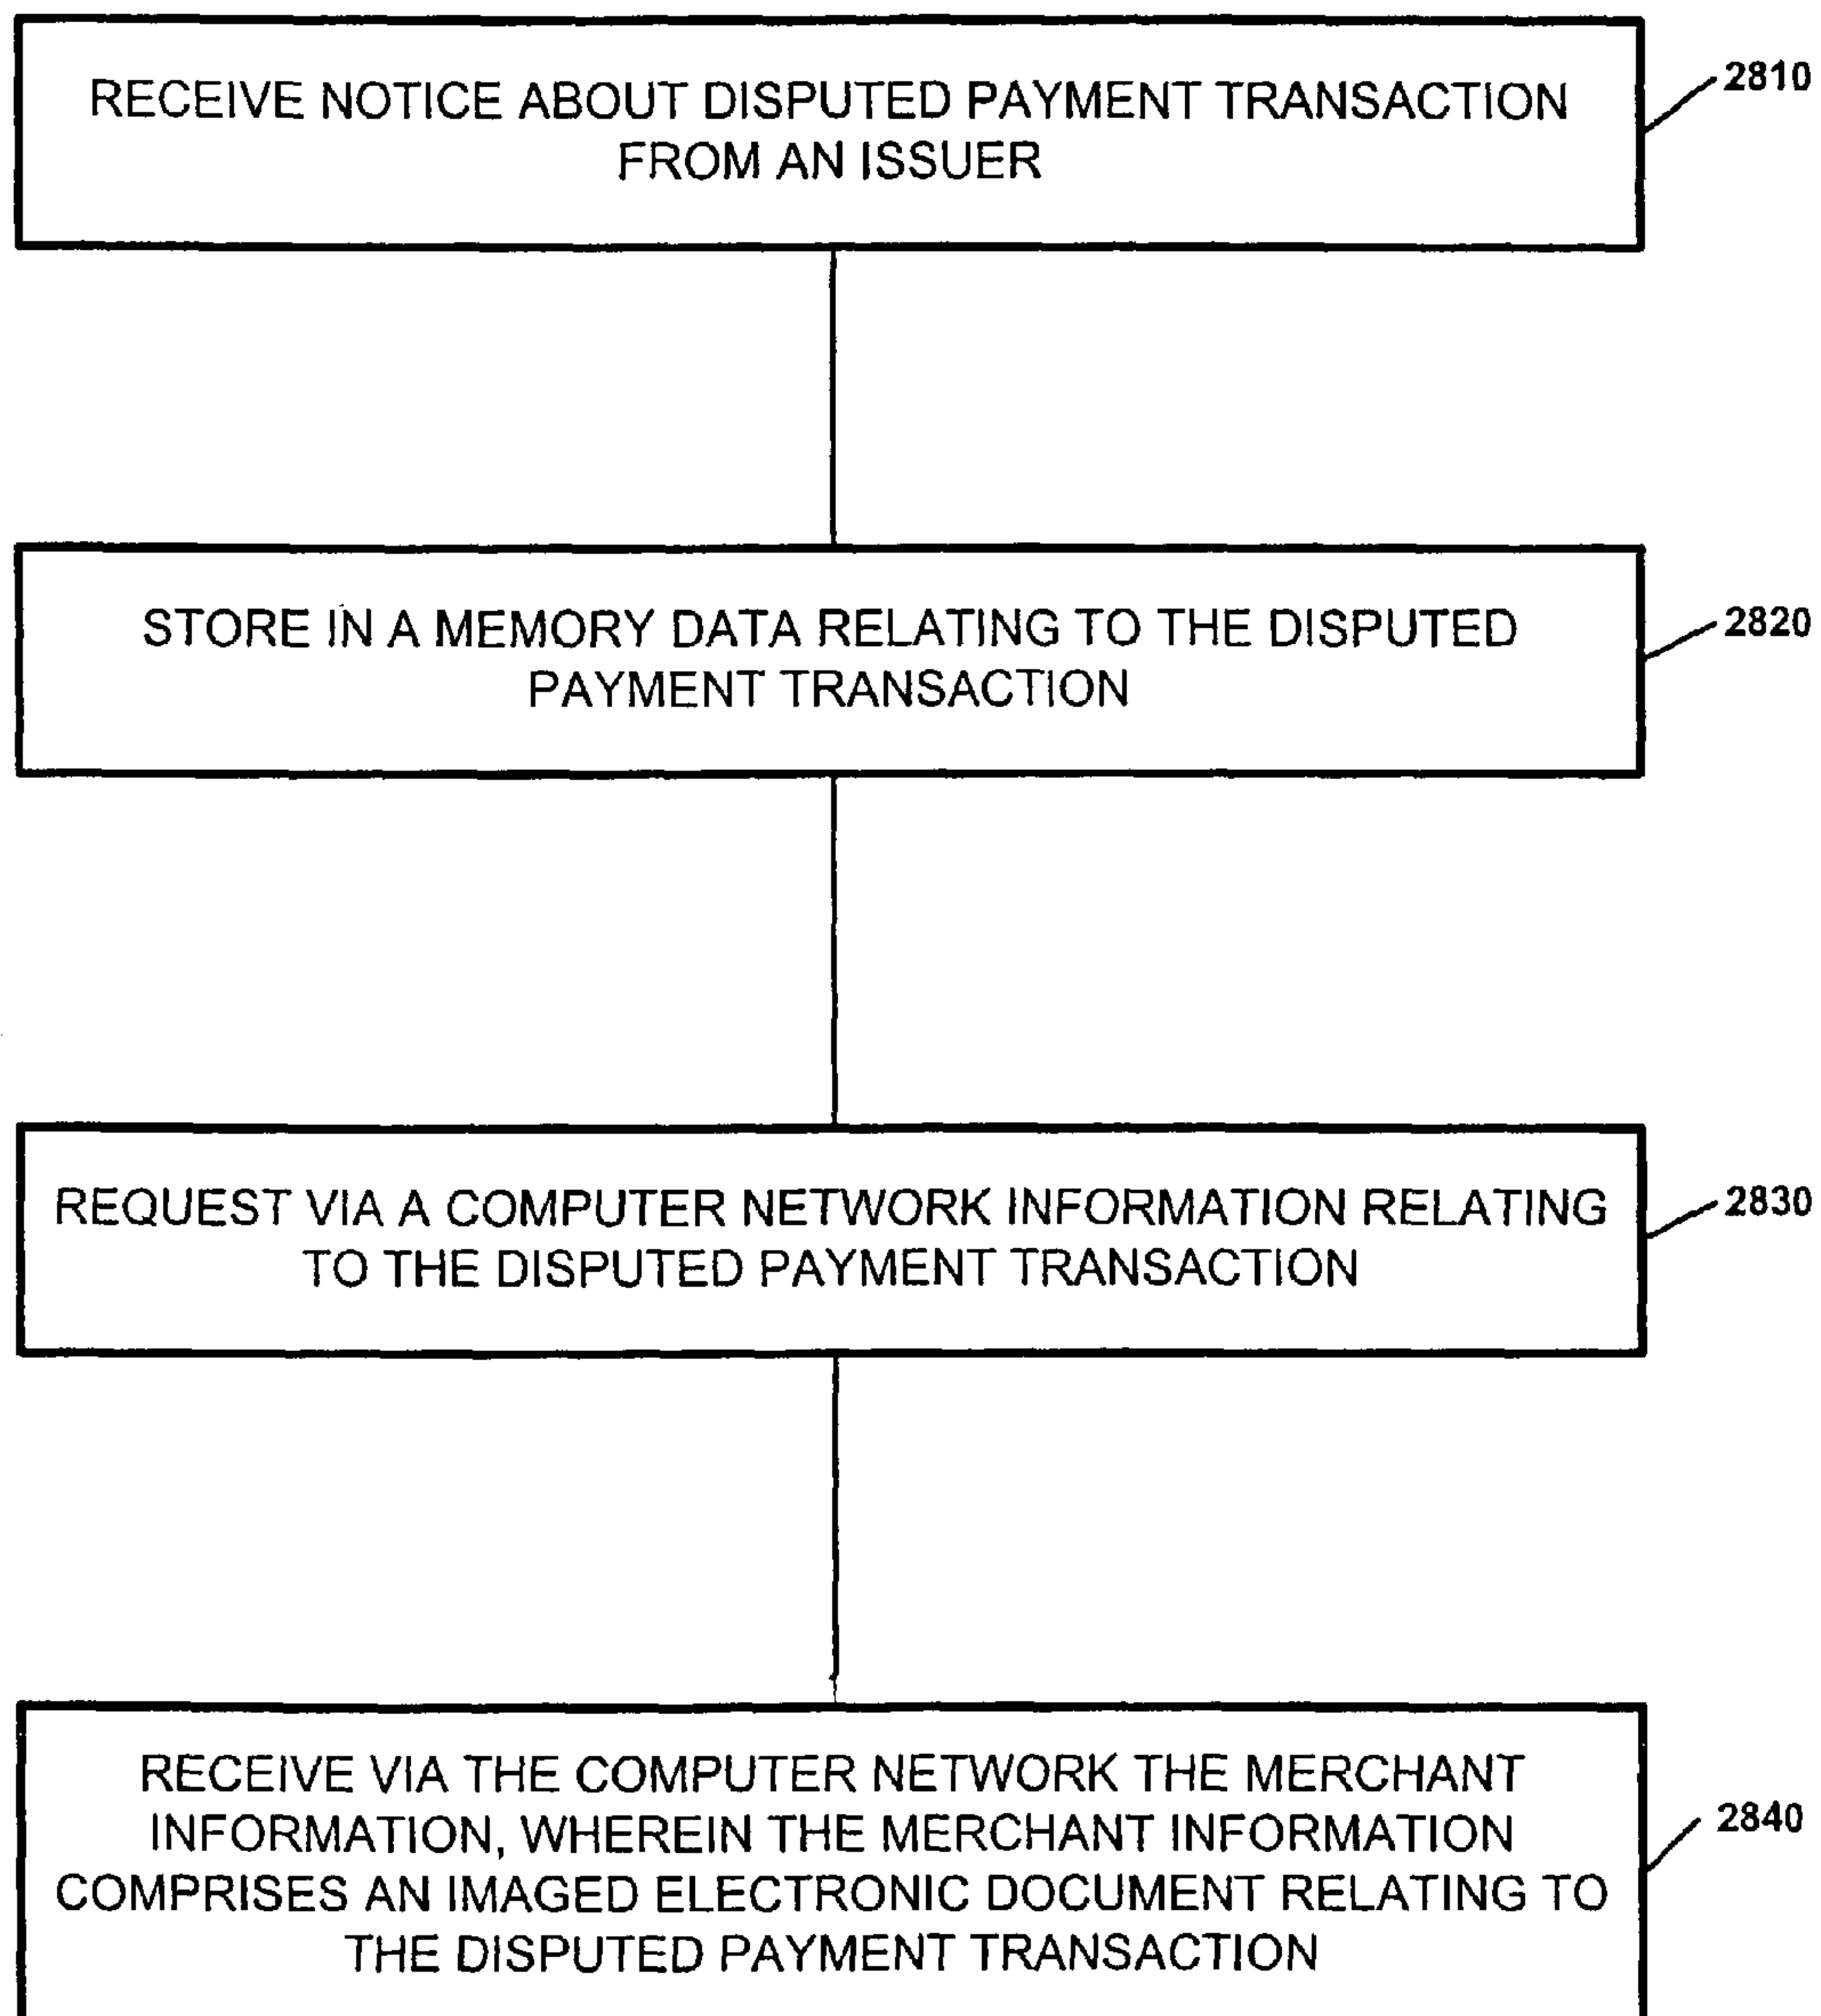 RECEIVE NOTICE ABOUT DISPUTED PAYMENT TRANSACTION
FROM AN ISSUER
2810
STORE IN A MEMORY DATA RELATING TO THE DISPUTED
PAYMENT TRANSACTION
2820
REQUEST VIA A COMPUTER NETWORK INFORMATION RELATING
TO THE DISPUTED PAYMENT TRANSACTION
2830
RECEIVE VIA THE COMPUTER NETWORK THE MERCHANT
INFORMATION, WHEREIN THE MERCHANT INFORMATION
COMPRISES AN IMAGED ELECTRONIC DOCUMENT RELATING TO
THE DISPUTED PAYMENT TRANSACTION
2840